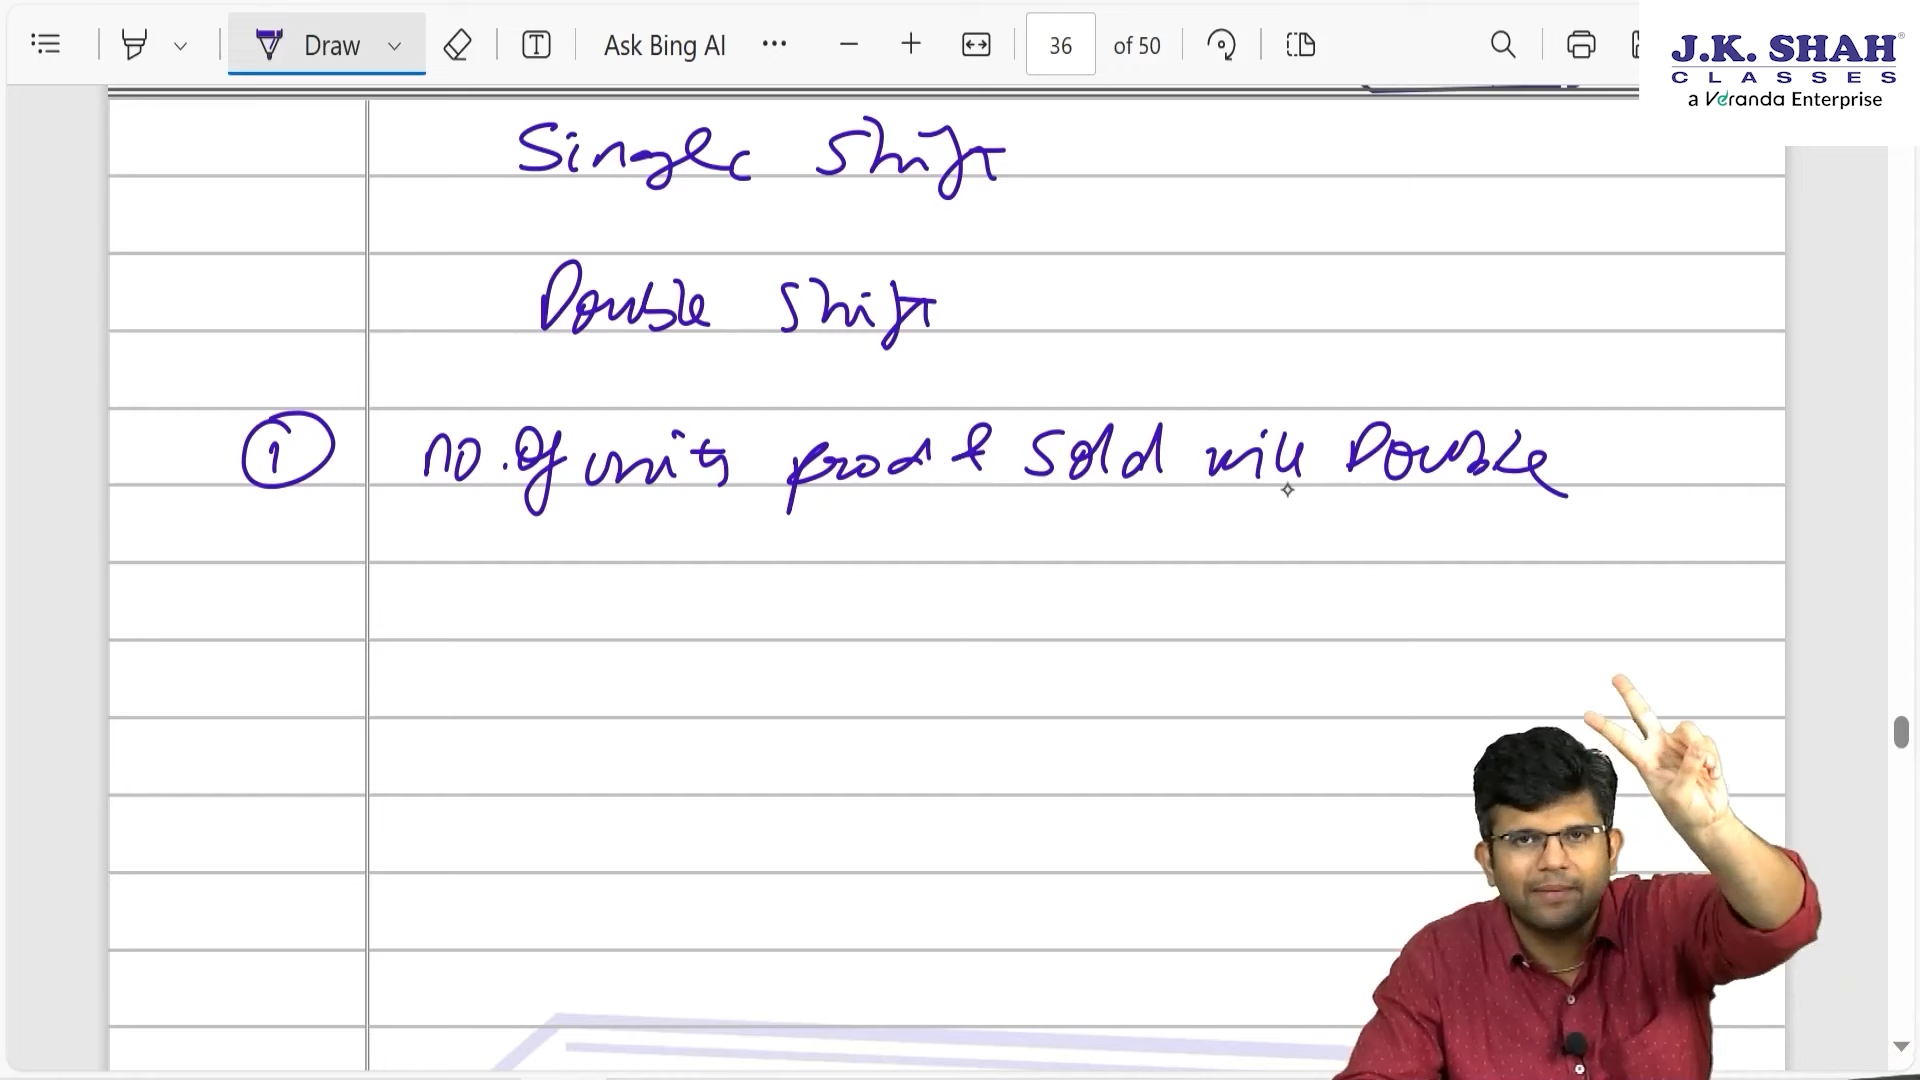 Draw
Ask Bing AI
36 of 50
J.K. SHAH®
CLASSES
a Veranda Enterprise
Single Shift
Double Shift
① no. of units prod & Sold will Double